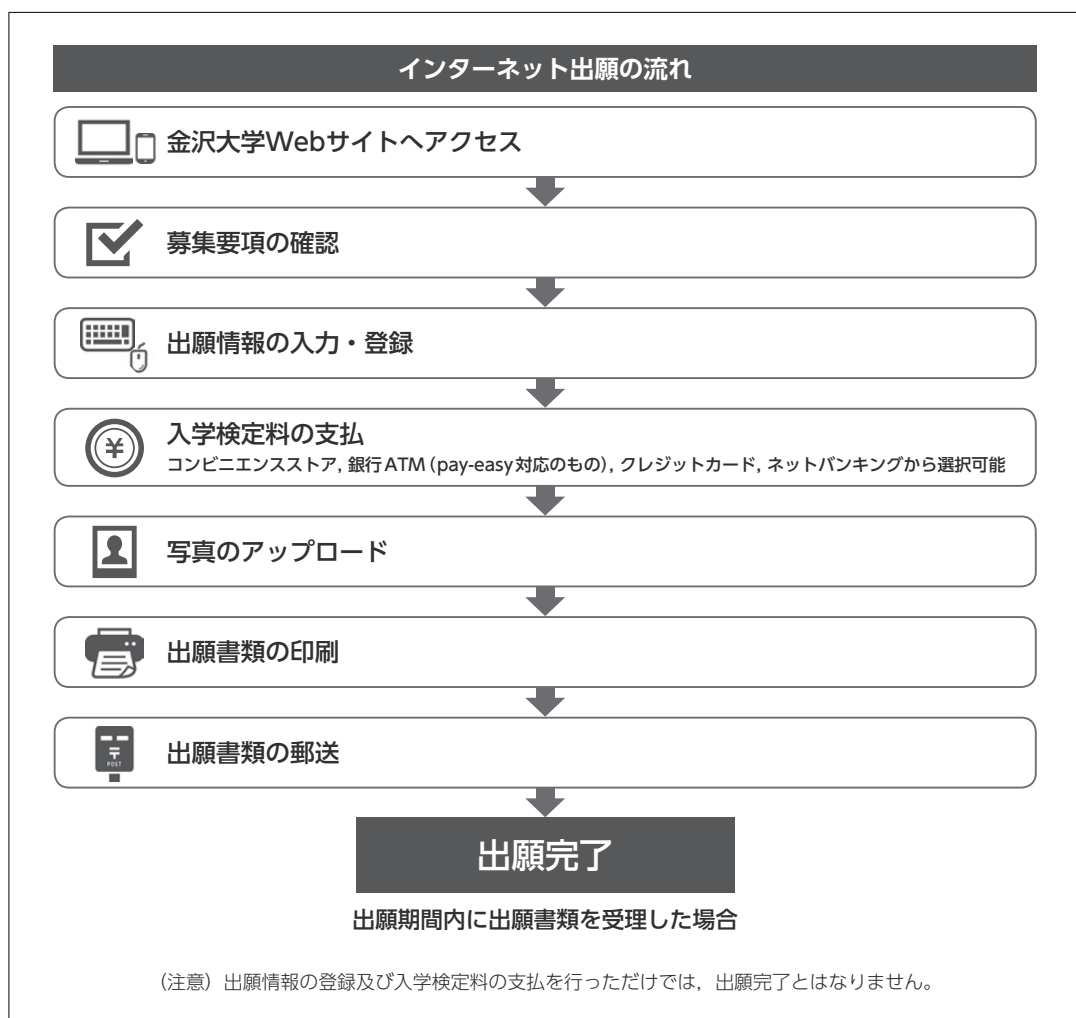 インターネット出願の流れ
金沢大学Webサイトへアクセス
募集要項の確認
出願情報の入力・登録
¥
入学検定料の支払
コンビニエンスストア, 銀行ATM(pay-easy対応のもの), クレジットカード, ネットバンキングから選択可能
写真のアップロード
出願書類の印刷
〒
POST
出願書類の郵送
出願完了
出願期間内に出願書類を受理した場合
(注意) 出願情報の登録及び入学検定料の支払を行っただけでは，出願完了とはなりません。